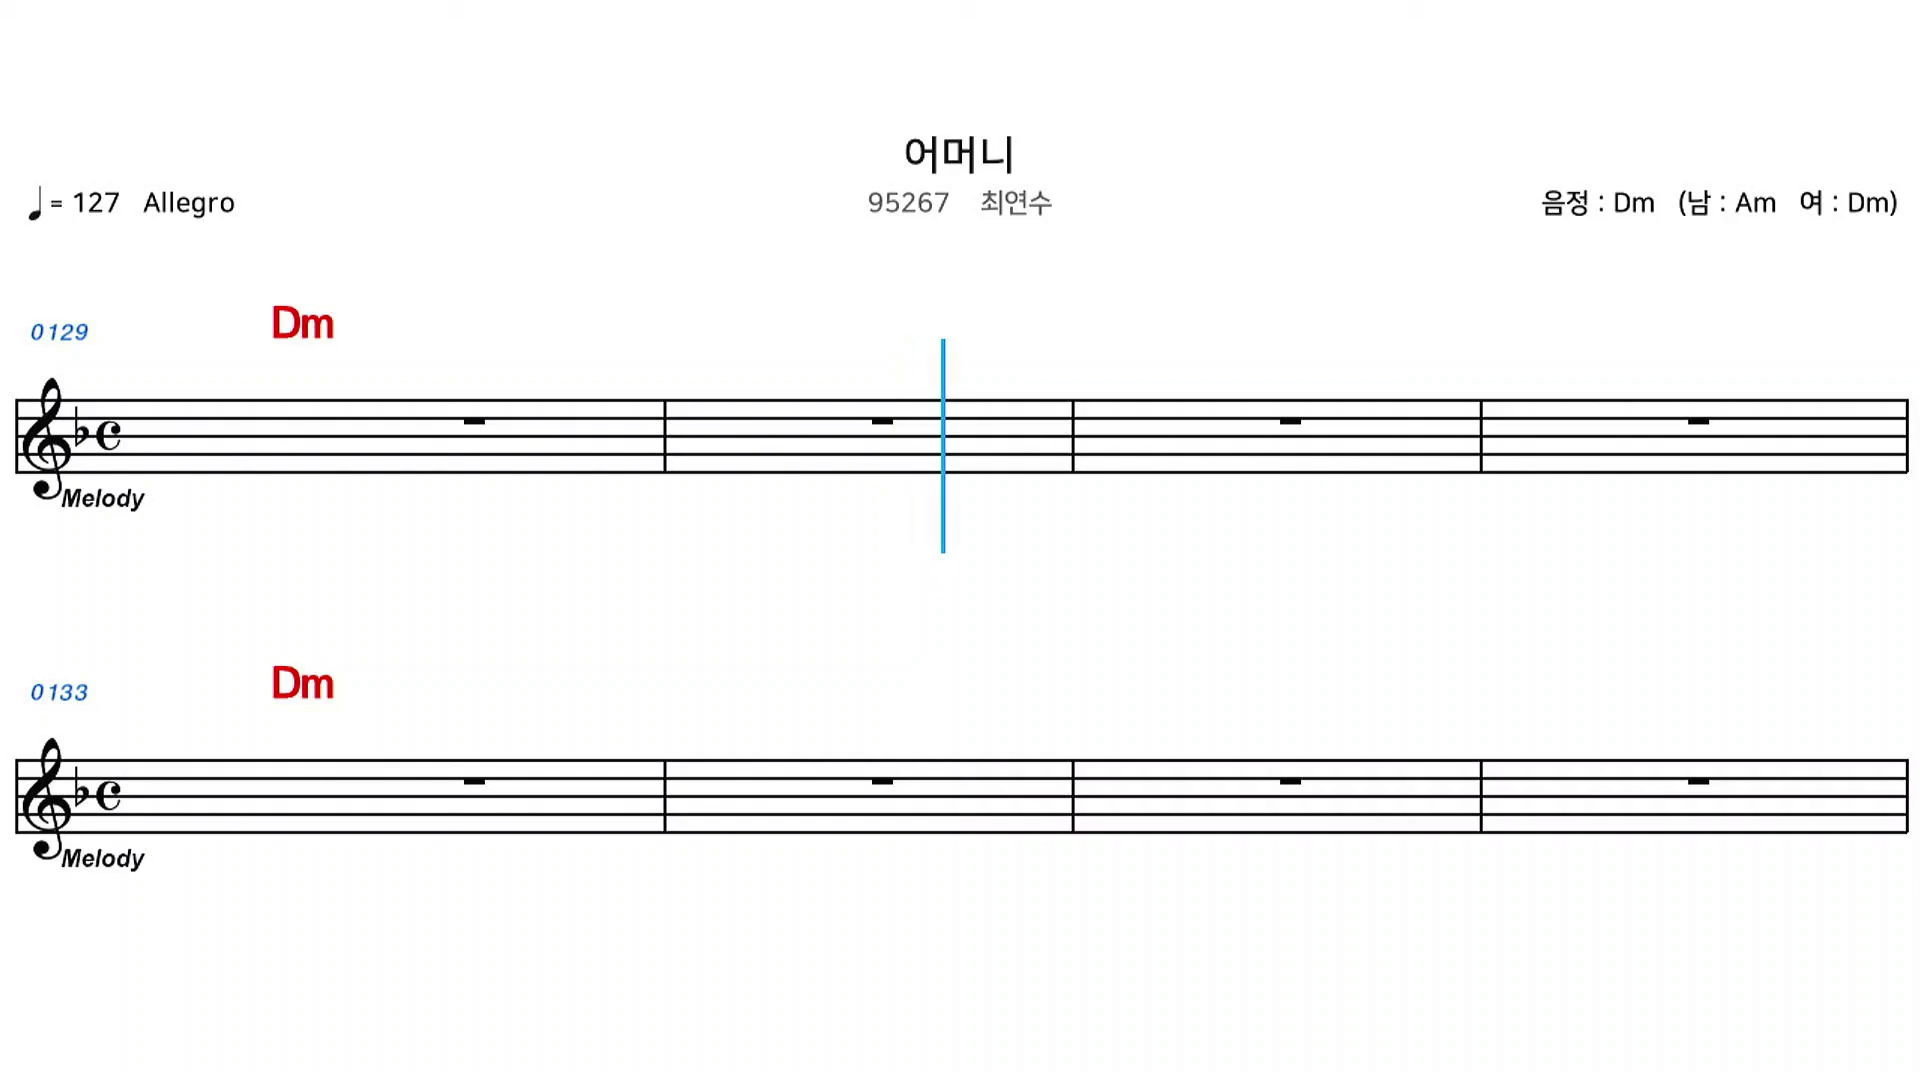 어머니
♩= 127 Allegro
95267 최연수
음정 : Dm (남 : Am 여 : Dm)
0129 Dm
Melody
0133 Dm
Melody